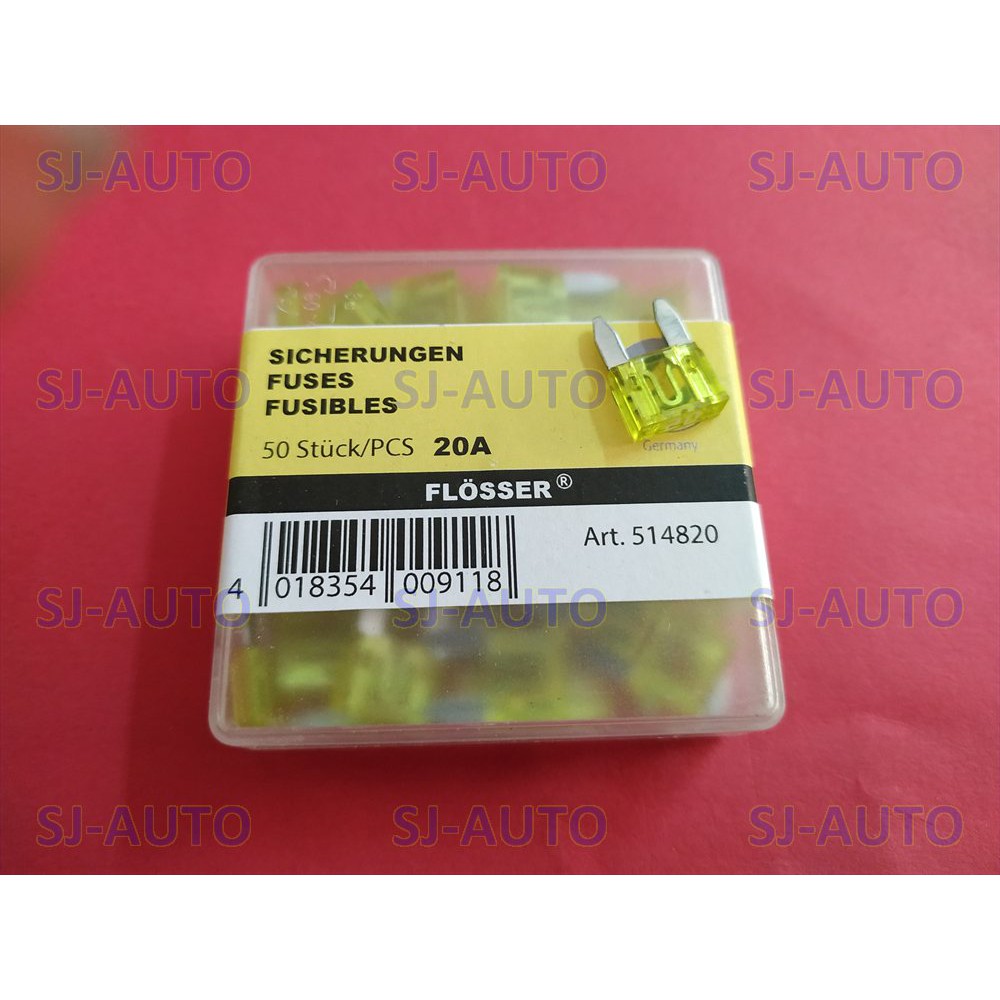 SJ-AUTO SJ-AUTO SJ-AUTO
SICHERUNGEN
FUSES
FUSIBLES
SJ-AUTO SJ-AUTO SJ-AUTO
50 Stück/PCS 20A
Germany
FLÖSSER®
Art. 514820
4 018354 009118
SJ-AUTO SJ-AUTO SJ-AUTO
SJ-AUTO SJ-AUTO SJ-AUTO